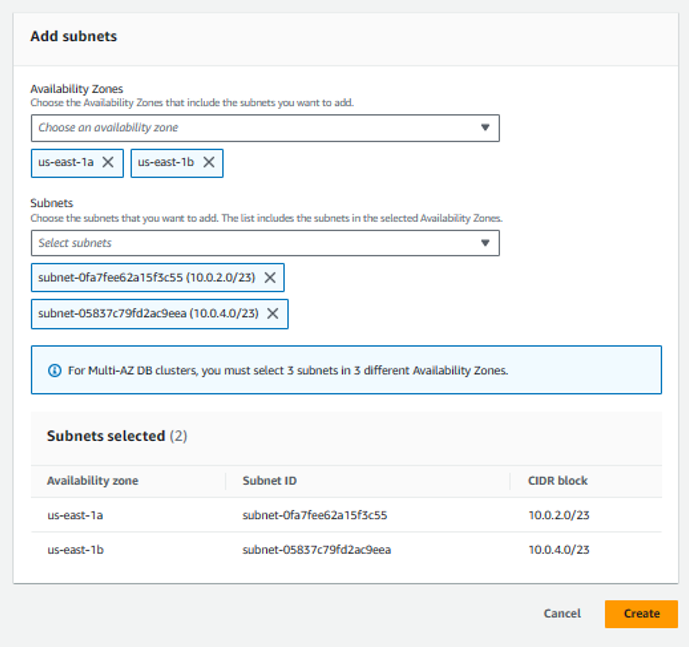 Add subnets
Availability Zones
Choose the Availability Zones that include the subnets you want to add.
Choose an availability zone
us-east-1a us-east-1b
Subnets
Choose the subnets that you want to add. The list includes the subnets in the selected Availability Zones.
Select subnets
subnet-0fa7fee62a15f3c55 (10.0.2.0/23)
subnet-05837c79fd2ac9eea (10.0.4.0/23)
For Multi-AZ DB clusters, you must select 3 subnets in 3 different Availability Zones.
Subnets selected (2)
Availability zone Subnet ID CIDR block
us-east-1a subnet-0fa7fee62a15f3c55 10.0.2.0/23
us-east-1b subnet-05837c79fd2ac9eea 10.0.4.0/23
Cancel Create